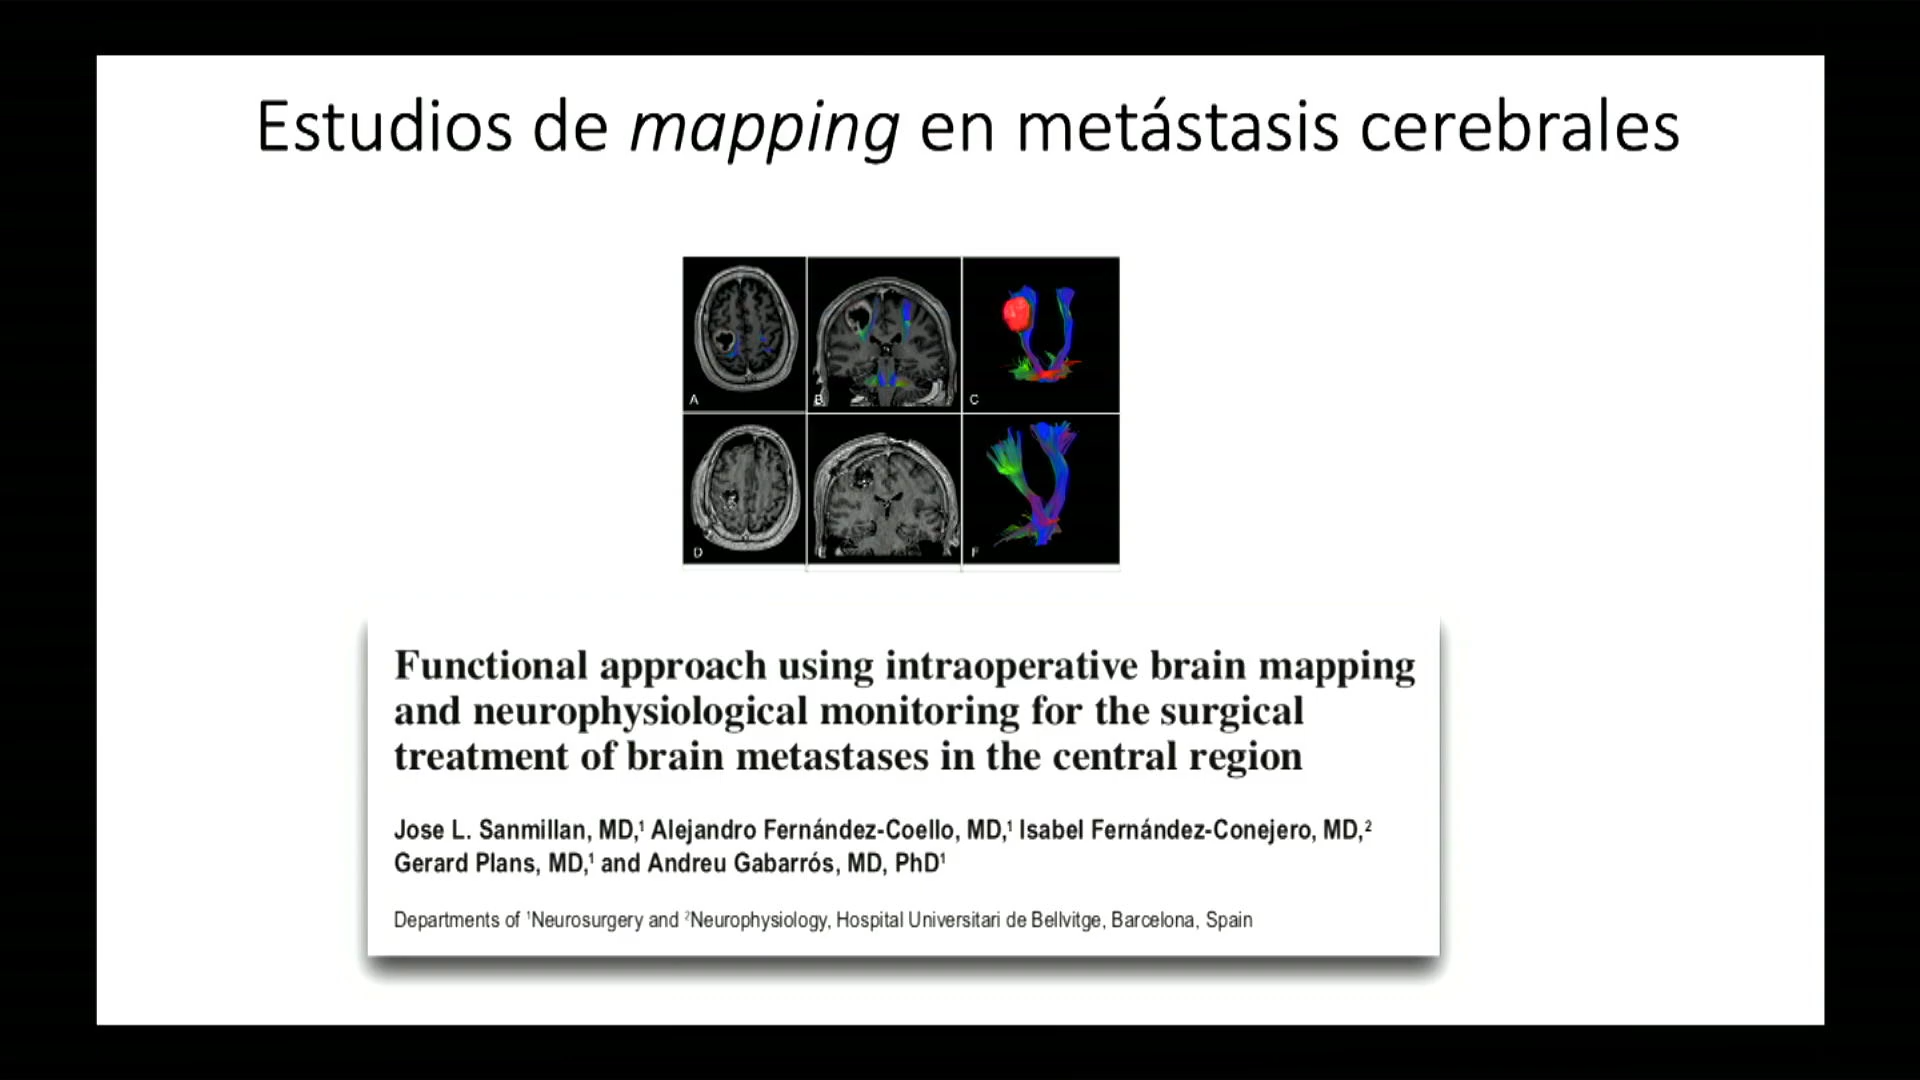 Estudios de mapping en metástasis cerebrales
A
B
C
D
F
Functional approach using intraoperative brain mapping
and neurophysiological monitoring for the surgical
treatment of brain metastases in the central region
Jose L. Sanmillan, MD,¹ Alejandro Fernández-Coello, MD,¹ Isabel Fernández-Conejero, MD,²
Gerard Plans, MD,¹ and Andreu Gabarrós, MD, PhD¹
Departments of ¹Neurosurgery and ²Neurophysiology, Hospital Universitari de Bellvitge, Barcelona, Spain